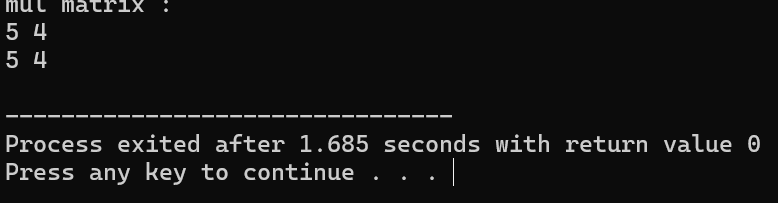 mul matrix :
5 4
5 4

--------------------------------
Process exited after 1.685 seconds with return value 0
Press any key to continue . . .